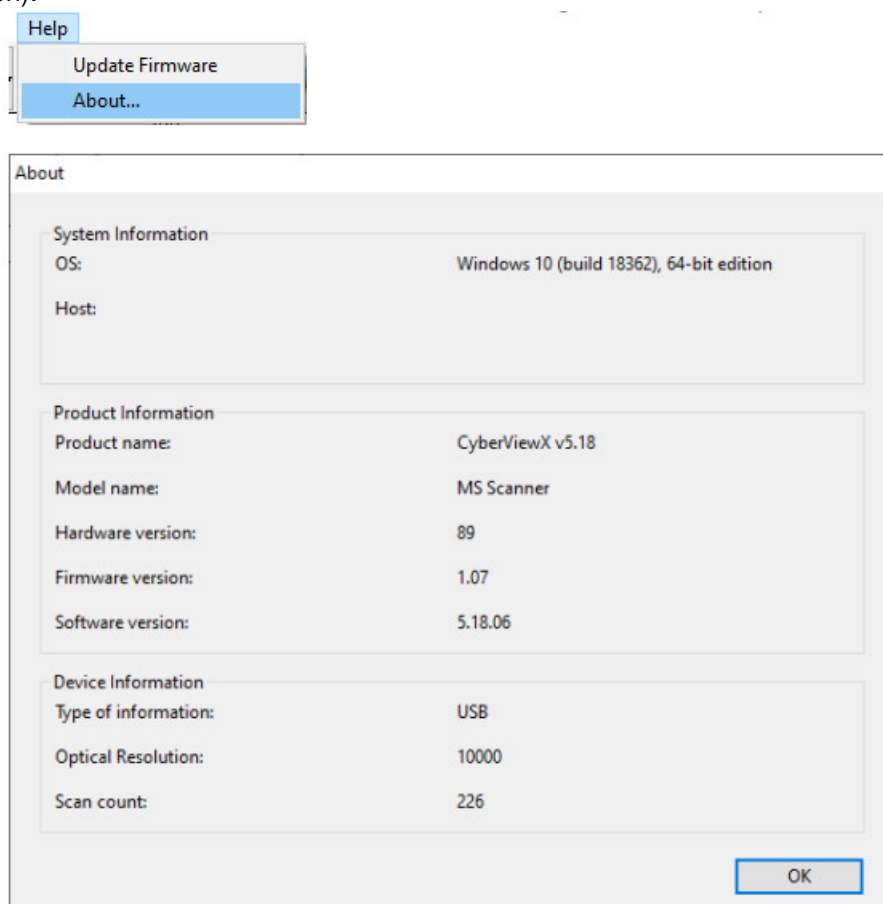 Help
Update Firmware
About...
About
System Information
OS: Windows 10 (build 18362), 64-bit edition
Host:
Product Information
Product name: CyberViewX v5.18
Model name: MS Scanner
Hardware version: 89
Firmware version: 1.07
Software version: 5.18.06
Device Information
Type of information: USB
Optical Resolution: 10000
Scan count: 226
OK